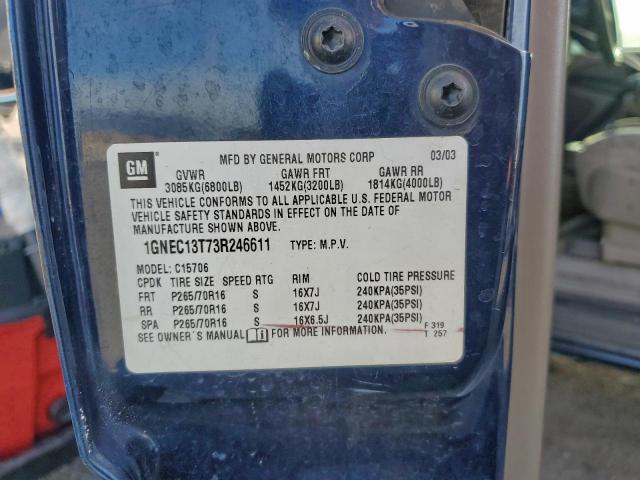 GM
MFD BY GENERAL MOTORS CORP 03/03
GVWR GAWR FRT GAWR RR
3085KG(6800LB) 1452KG(3200LB) 1814KG(4000LB)
THIS VEHICLE CONFORMS TO ALL APPLICABLE U.S. FEDERAL MOTOR
VEHICLE SAFETY STANDARDS IN EFFECT ON THE DATE OF
MANUFACTURE SHOWN ABOVE.
1GNEC13T73R246611 TYPE: M.P.V.
MODEL: C15706
CPDK TIRE SIZE SPEED RTG RIM COLD TIRE PRESSURE
FRT P265/70R16 S 16X7J 240KPA(35PSI)
RR P265/70R16 S 16X7J 240KPA(35PSI)
SPA P265/70R16 S 16X6.5J 240KPA(35PSI)
SEE OWNER'S MANUAL FOR MORE INFORMATION.
F 319
T 257